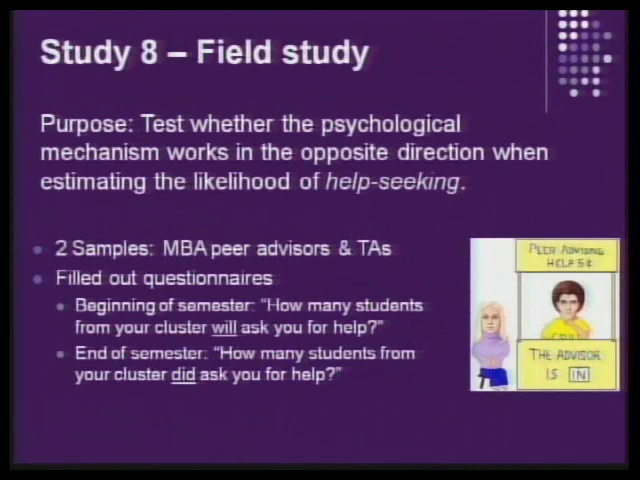 Study 8 – Field study
Purpose: Test whether the psychological
mechanism works in the opposite direction when
estimating the likelihood of help-seeking.
2 Samples: MBA peer advisors & TAs
Filled out questionnaires
Beginning of semester: “How many students
from your cluster will ask you for help?”
End of semester: “How many students from
your cluster did ask you for help?”
PEER ADVISING
HELP 5¢
THE ADVISOR
IS IN